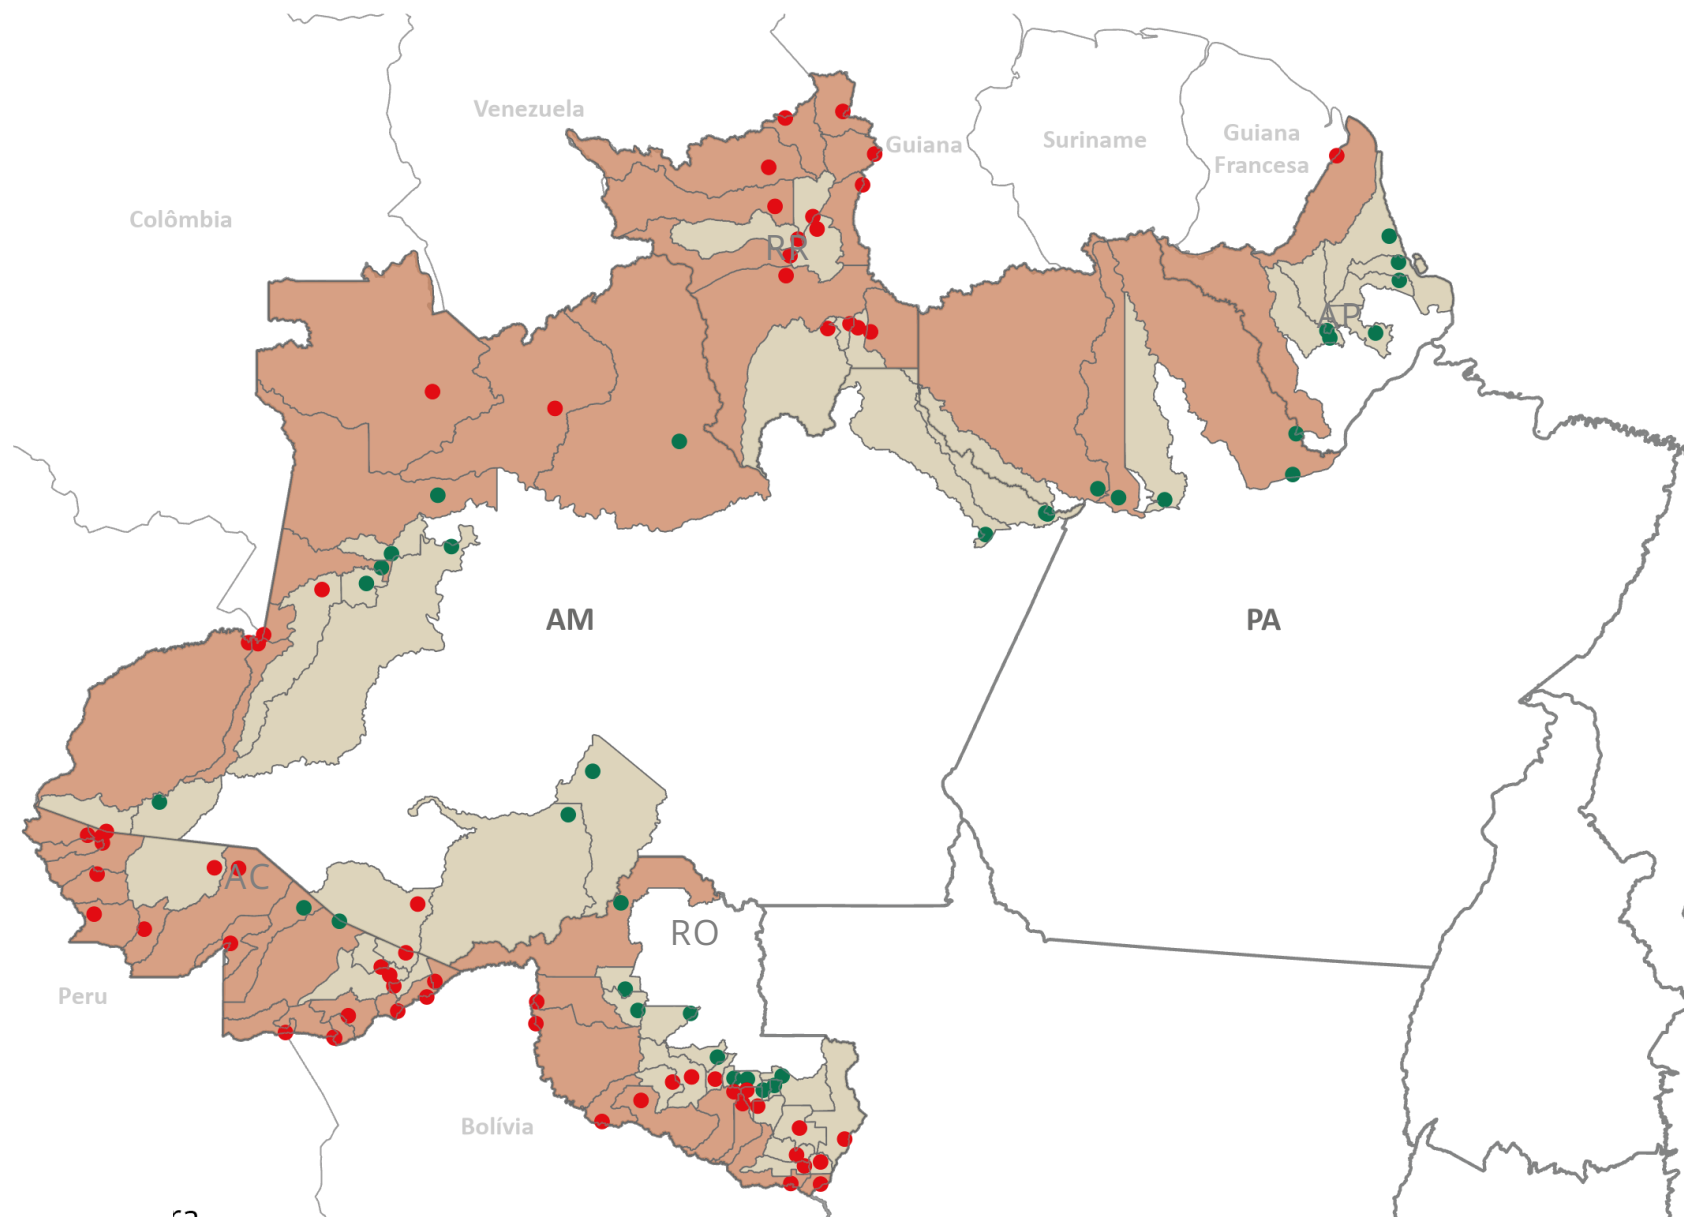 Venezuela
Guiana
Suriname
Guiana
Francesa
Colômbia
RR
AP
AM
PA
AC
RO
Peru
Bolívia